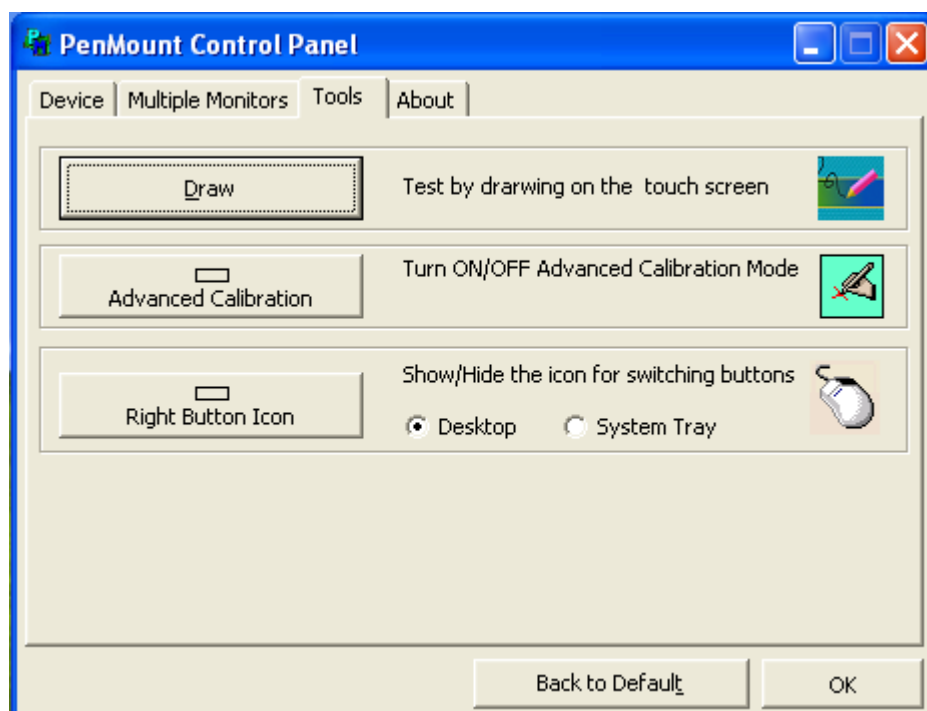 PenMount Control Panel
Device Multiple Monitors Tools About
Draw Test by drarwing on the touch screen
Advanced Calibration Turn ON/OFF Advanced Calibration Mode
Right Button Icon Show/Hide the icon for switching buttons
Desktop System Tray
Back to Default OK